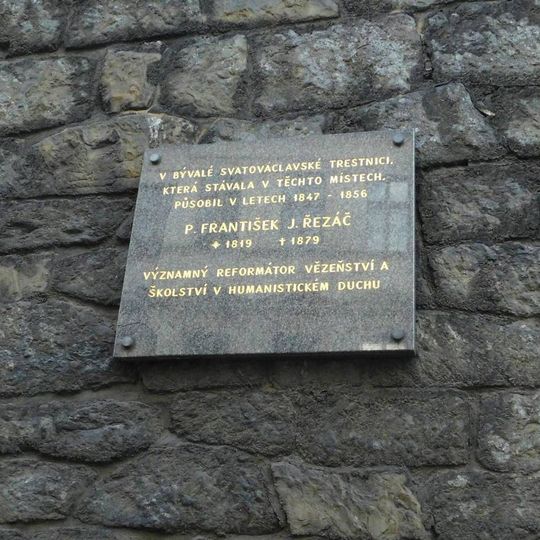 V BÝVALÉ SVATOVÁCLAVSKÉ TRESTNICI,
KTERÁ STÁVALA V TĚCHTO MÍSTECH,
PŮSOBIL V LETECH 1847 - 1856
P. FRANTIŠEK J. ŘEZÁČ
* 1819 † 1879
VÝZNAMNÝ REFORMÁTOR VĚZEŇSTVÍ A
ŠKOLSTVÍ V HUMANISTICKÉM DUCHU